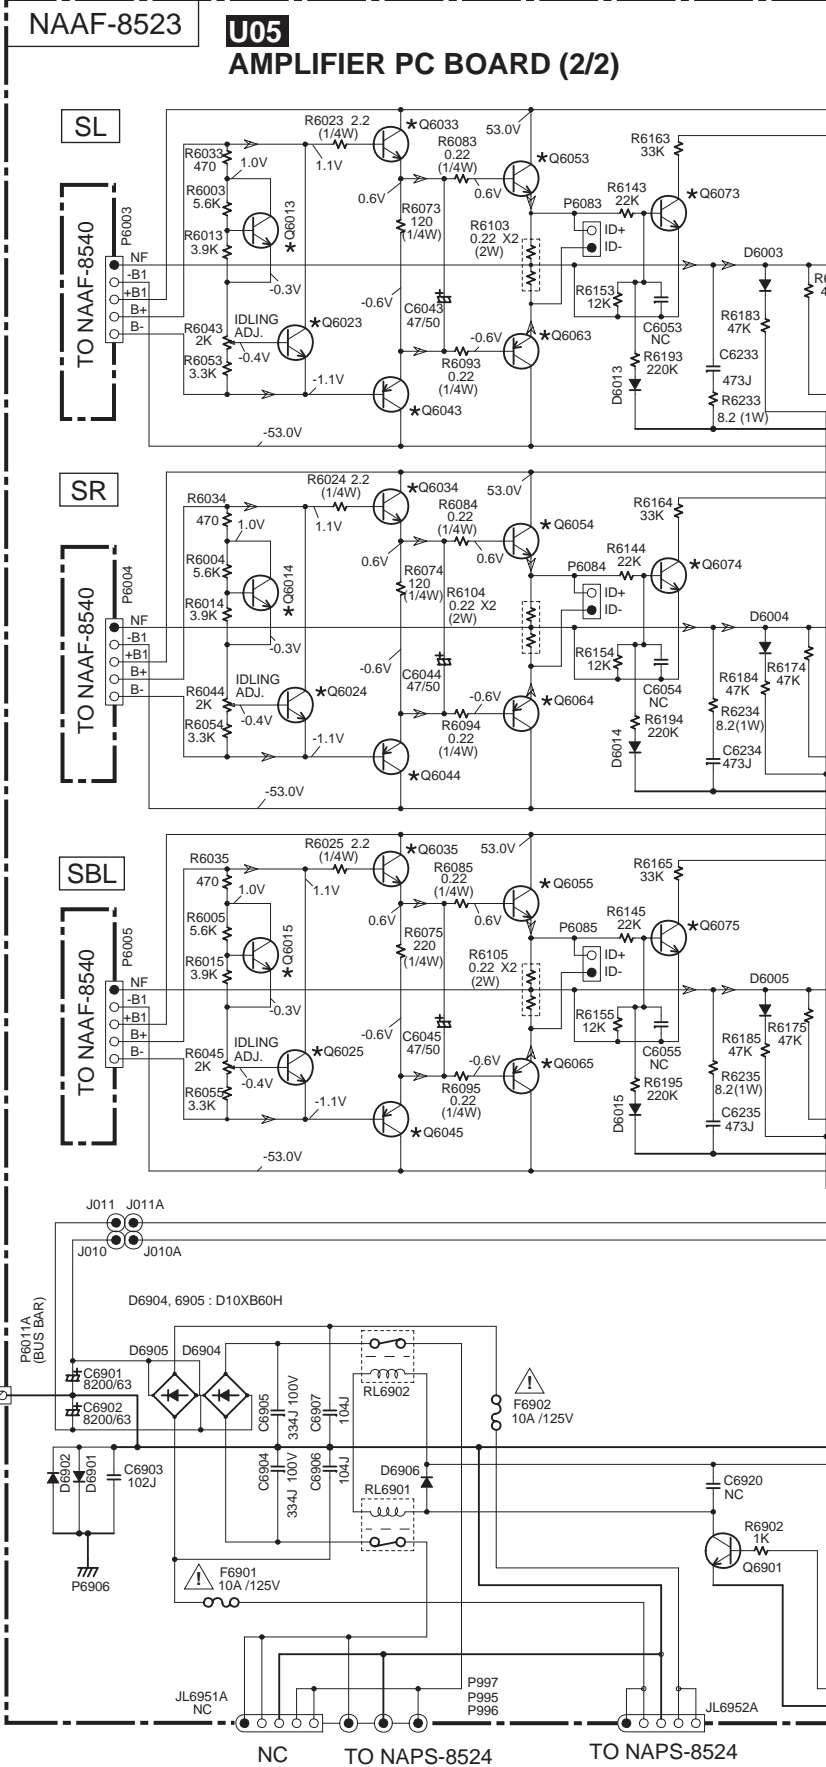 NAAF-8523
U05
AMPLIFIER PC BOARD (2/2)
SL
R6023 2.2
(1/4W)
★Q6033
R6083
0.22
(1/4W)
53.0V
★Q6053
R6163
33K
R6033
470
1.0V
1.1V
R6003
5.6K
0.6V
0.6V
P6083
R6143
22K
★Q6073
P6003
R6013
3.9K
★Q6013
R6073
120
(1/4W)
R6103
0.22 X2
(2W)
ID+
ID-
TO NAAF-8540
NF
-B1
+B1
B+
B-
D6003
-0.3V
-0.6V
C6043
47/50
R6153
12K
C6053
NC
R6183
47K
R6043
2K
IDLING
ADJ.
★Q6023
-0.4V
-0.6V
★Q6063
R6193
220K
C6233
473J
R6053
3.3K
-1.1V
R6093
0.22
(1/4W)
D6013
R6233
8.2 (1W)
★Q6043
-53.0V
SR
R6024 2.2
(1/4W)
★Q6034
R6084
0.22
(1/4W)
53.0V
★Q6054
R6164
33K
R6034
470
1.0V
1.1V
R6004
5.6K
0.6V
0.6V
P6084
R6144
22K
★Q6074
P6004
R6014
3.9K
★Q6014
R6074
120
(1/4W)
R6104
0.22 X2
(2W)
ID+
ID-
TO NAAF-8540
NF
-B1
+B1
B+
B-
D6004
-0.3V
-0.6V
C6044
47/50
R6154
12K
C6054
NC
R6184
47K
R6174
47K
R6044
2K
IDLING
ADJ.
★Q6024
-0.4V
-0.6V
★Q6064
R6194
220K
R6234
8.2(1W)
R6054
3.3K
-1.1V
R6094
0.22
(1/4W)
D6014
C6234
473J
★Q6044
-53.0V
SBL
R6025 2.2
(1/4W)
★Q6035
R6085
0.22
(1/4W)
53.0V
★Q6055
R6165
33K
R6035
470
1.0V
1.1V
R6005
5.6K
0.6V
0.6V
P6085
R6145
22K
★Q6075
P6005
R6015
3.9K
★Q6015
R6075
220
(1/4W)
R6105
0.22 X2
(2W)
ID+
ID-
TO NAAF-8540
NF
-B1
+B1
B+
B-
D6005
-0.3V
-0.6V
C6045
47/50
R6155
12K
C6055
NC
R6185
47K
R6175
47K
R6045
2K
IDLING
ADJ.
★Q6025
-0.4V
-0.6V
★Q6065
R6195
220K
R6235
8.2(1W)
R6055
3.3K
-1.1V
R6095
0.22
(1/4W)
D6015
C6235
473J
★Q6045
-53.0V
J011 J011A
J010 J010A
P6011A
(BUS BAR)
D6904, 6905 : D10XB60H
D6905 D6904
C6901
8200/63
C6902
8200/63
C6905
334J 100V
C6907
104J
RL6902
F6902
10A /125V
D6902
D6901
C6903
102J
C6904
334J 100V
C6906
104J
D6906
RL6901
C6920
NC
R6902
1K
Q6901
P6906
F6901
10A /125V
JL6951A
NC
P997
P995
P996
JL6952A
NC
TO NAPS-8524
TO NAPS-8524